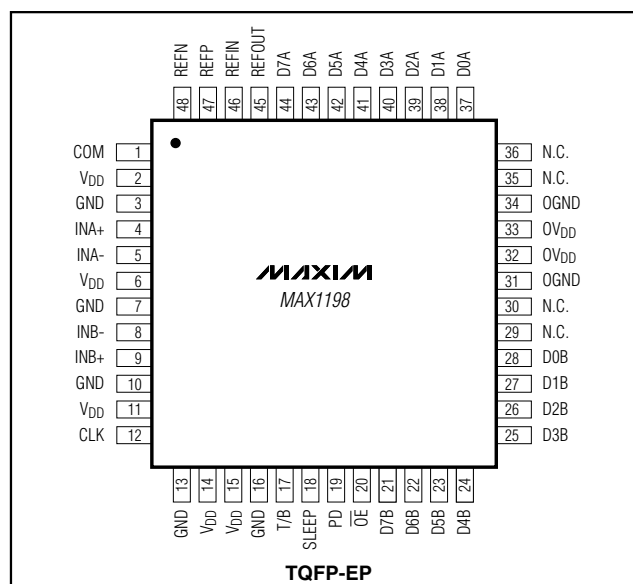 REFN
REFP
REFIN
REFOUT
D7A
D6A
D5A
D4A
D3A
D2A
D1A
D0A
48
47
46
45
44
43
42
41
40
39
38
37
COM 1
VDD 2
GND 3
INA+ 4
INA- 5
VDD 6
GND 7
INB- 8
INB+ 9
GND 10
VDD 11
CLK 12
MAXIM
MAX1198
36 N.C.
35 N.C.
34 OGND
33 OVDD
32 OVDD
31 OGND
30 N.C.
29 N.C.
28 D0B
27 D1B
26 D2B
25 D3B
13
14
15
16
17
18
19
20
21
22
23
24
GND
VDD
VDD
GND
T/B
SLEEP
PD
O̅E̅
D7B
D6B
D5B
D4B
TQFP-EP